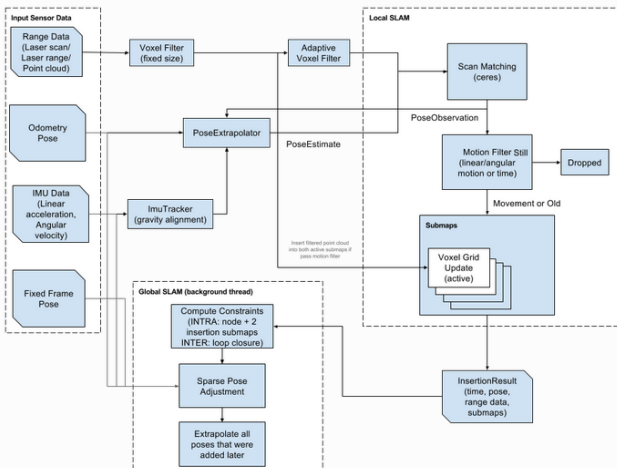 Input Sensor Data
Range Data
(Laser scan/
Laser range/
Point cloud)
Voxel Filter
(fixed size)
Adaptive
Voxel Filter
Local SLAM
Scan Matching
(ceres)
PoseObservation
Odometry
Pose
PoseExtrapolator
PoseEstimate
Motion Filter
(linear/angular
motion or time)
Still
Dropped
IMU Data
(Linear
acceleration,
Angular
velocity)
ImuTracker
(gravity alignment)
Movement or Old
Submaps
Voxel Grid
Update
(active)
Insert filtered point cloud
into both active submaps if
pass motion filter
Fixed Frame
Pose
Global SLAM (background thread)
Compute Constraints
(INTRA: node + 2
insertion submaps
INTER: loop closure)
Sparse Pose
Adjustment
Extrapolate all
poses that were
added later
InsertionResult
(time, pose,
range data,
submaps)